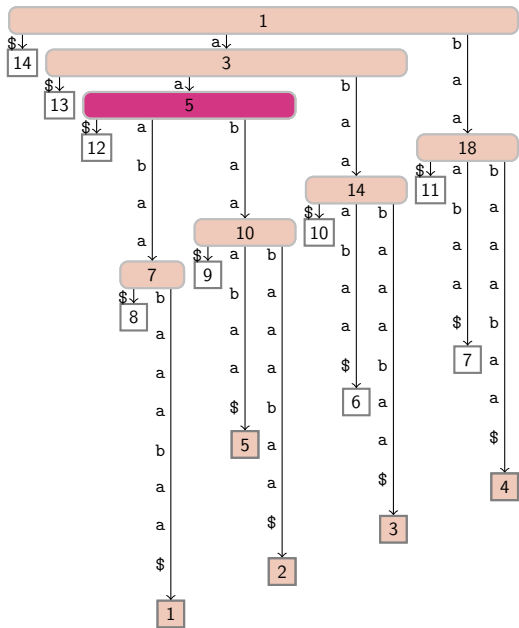 1
$ a b
14 3
$ a b a
13 5
$ a b a a
12 18
b a a $ a b
14 11
a a $ a b b a
10 10
a $ a b b a a a
7 9
$ b b a a a a a
8
a a a a a $ b
7
a a a $ b a
6
a $ b a a
5
b a a $
4
a a $
3
a $
2
$
1